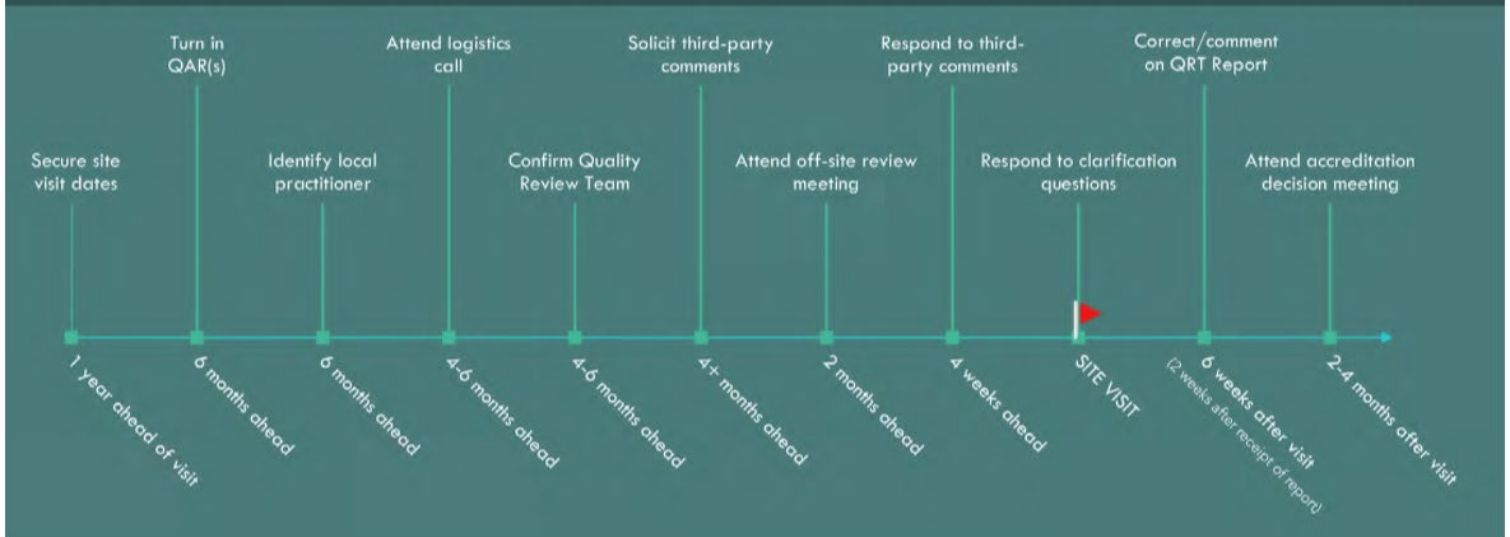 Turn in
QAR(s)
Attend logistics
call
Solicit third-party
comments
Respond to third-
party comments
Correct/comment
on QRT Report
Secure site
visit dates
Identify local
practitioner
Confirm Quality
Review Team
Attend off-site review
meeting
Respond to clarification
questions
Attend accreditation
decision meeting
1 year ahead of visit
6 months ahead
6 months ahead
4-6 months ahead
4-6 months ahead
4+ months ahead
2 months ahead
4 weeks ahead
SITE VISIT
6 weeks after visit
(2 weeks after receipt of report)
2-4 months after visit